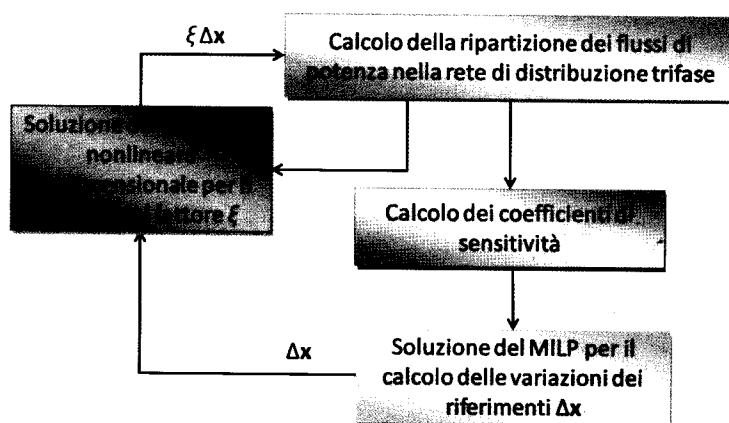 ξ Δx
Calcolo della ripartizione dei flussi di
potenza nella rete di distribuzione trifase
Soluzione
nonlineare
per il
fattore ξ
Calcolo dei coefficienti di
sensitività
Δx
Soluzione del MILP per il
calcolo delle variazioni dei
riferimenti Δx